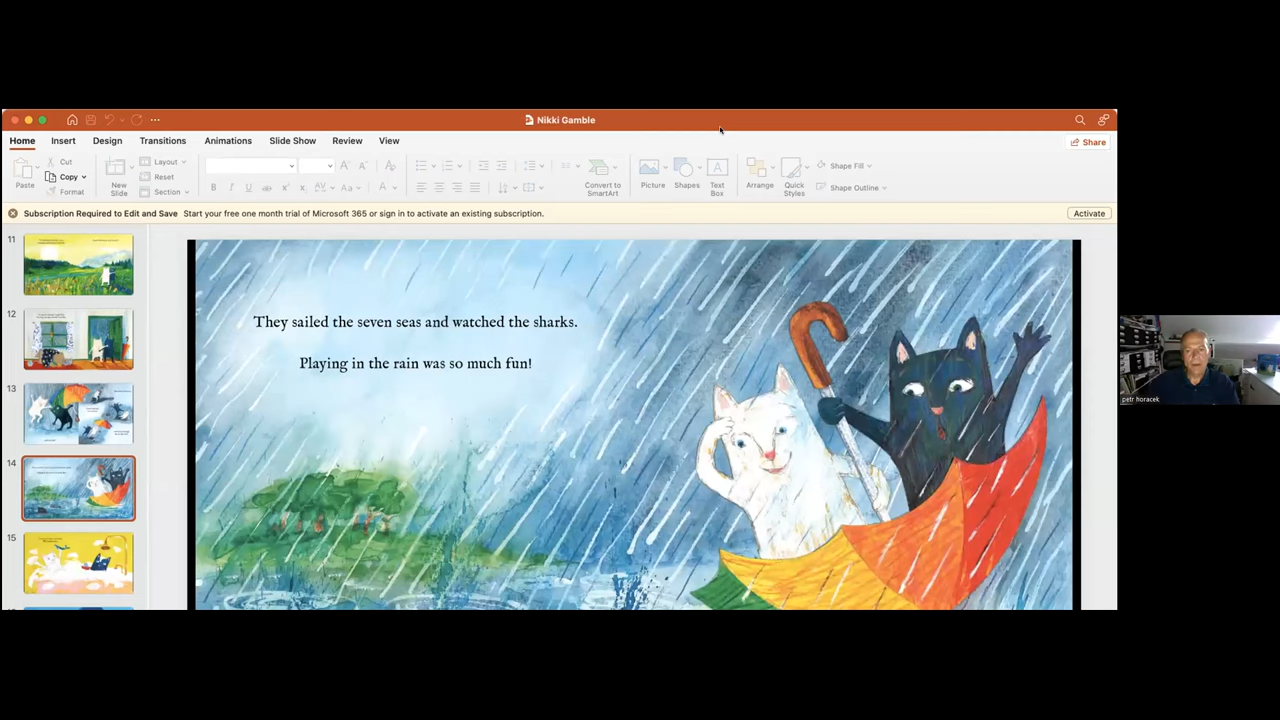 Nikki Gamble
Home Insert Design Transitions Animations Slide Show Review View
Share
Paste
Cut
Copy
Format
New
Slide
Layout
Reset
Section
Convert to
SmartArt
Picture
Shapes
Text
Box
Arrange
Quick
Styles
Shape Fill
Shape Outline
Subscription Required to Edit and Save Start your free one month trial of Microsoft 365 or sign in to activate an existing subscription.
Activate
11
12
13
14
15
They sailed the seven seas and watched the sharks.
Playing in the rain was so much fun!
petr horacek